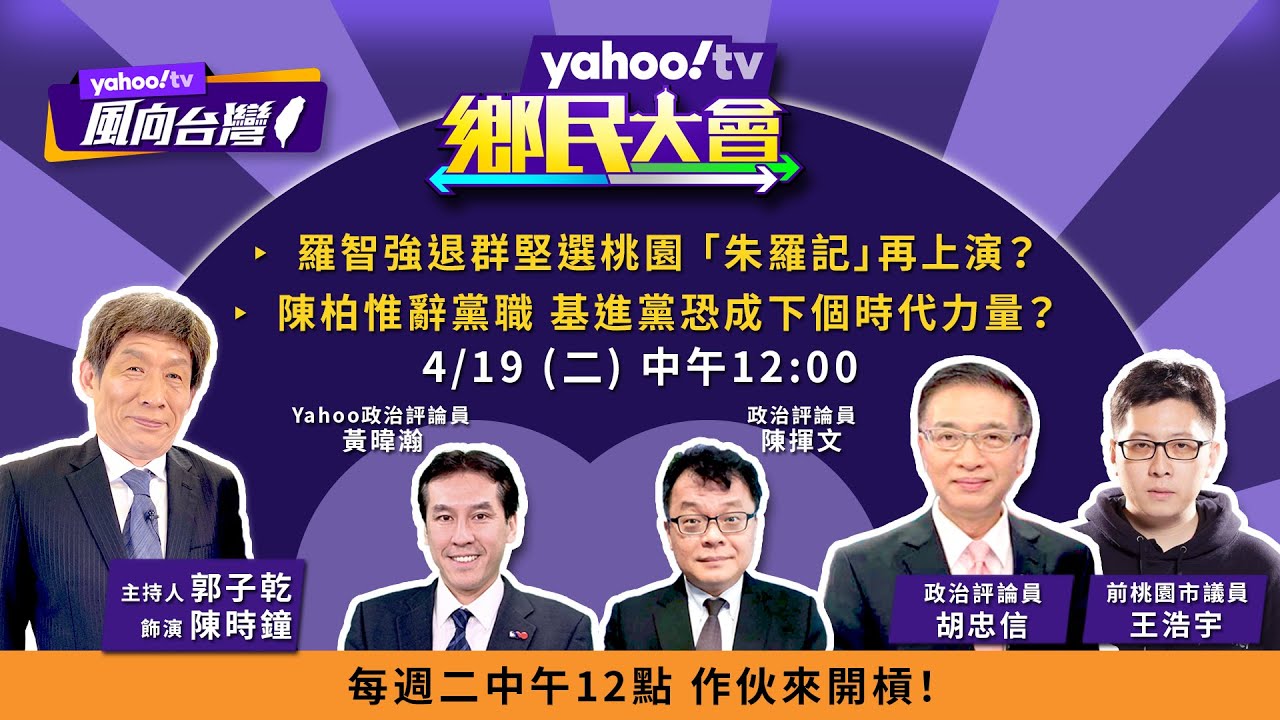 yahoo!tv
風向台灣
yahoo!tv
鄉民大會
羅智強退群堅選桃園「朱羅記」再上演？
陳柏惟辭黨職 基進黨恐成下個時代力量？
4/19 (二) 中午12:00
Yahoo政治評論員
黃暐瀚
政治評論員
陳揮文
主持人 郭子乾
飾演 陳時鐘
政治評論員
胡忠信
前桃園市議員
王浩宇
每週二中午12點 作伙來開槓！